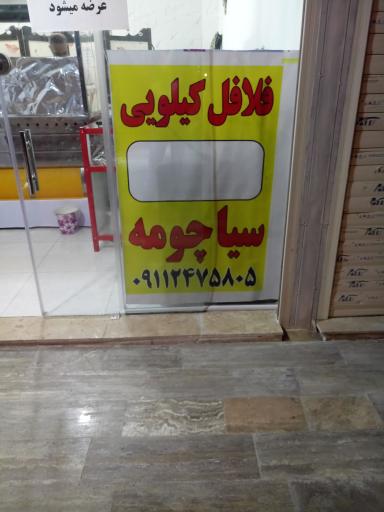 عرضه میشود
فلافل کیلویی
سیاچومه
۰۹۱۱۲۴۷۵۸۰۵